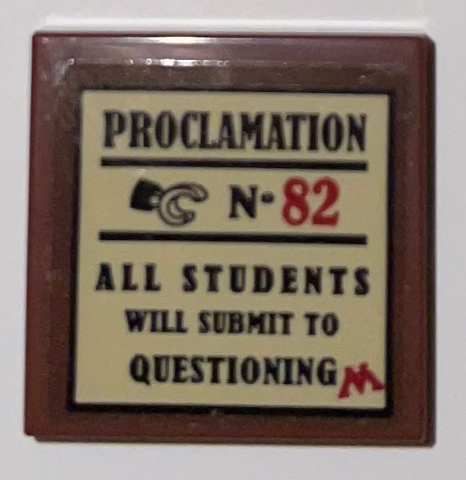 PROCLAMATION
N• 82
ALL STUDENTS
WILL SUBMIT TO
QUESTIONING M